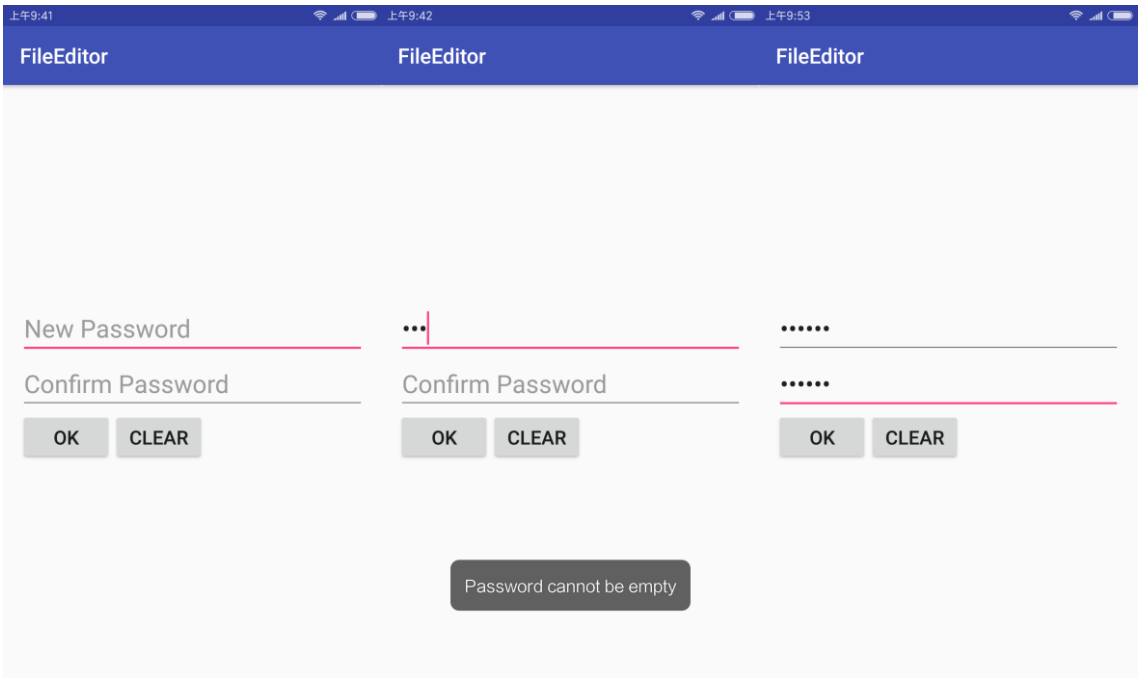 上午9:41
FileEditor
New Password
Confirm Password
OK CLEAR
上午9:42
FileEditor
•••
Confirm Password
OK CLEAR
Password cannot be empty
上午9:53
FileEditor
••••••
••••••
OK CLEAR